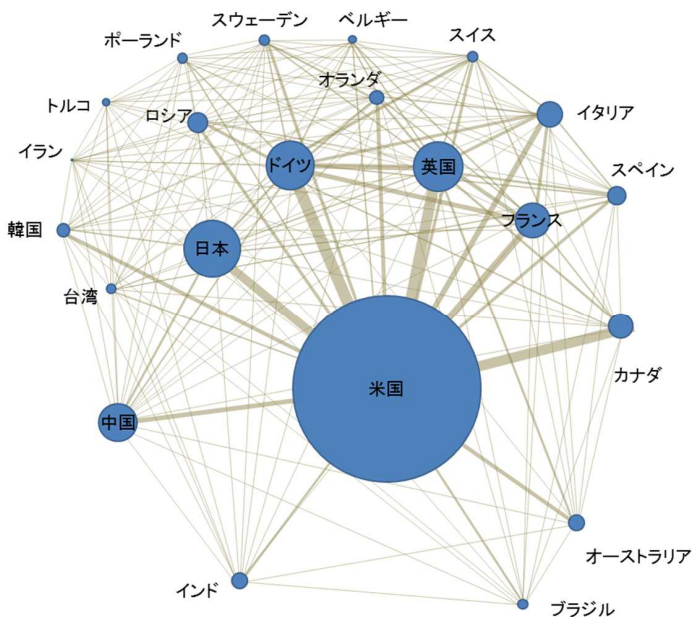 スウェーデン
ベルギー
スイス
ポーランド
オランダ
トルコ
ロシア
イタリア
イラン
ドイツ
英国
スペイン
韓国
日本
フランス
台湾
カナダ
米国
中国
オーストラリア
インド
ブラジル